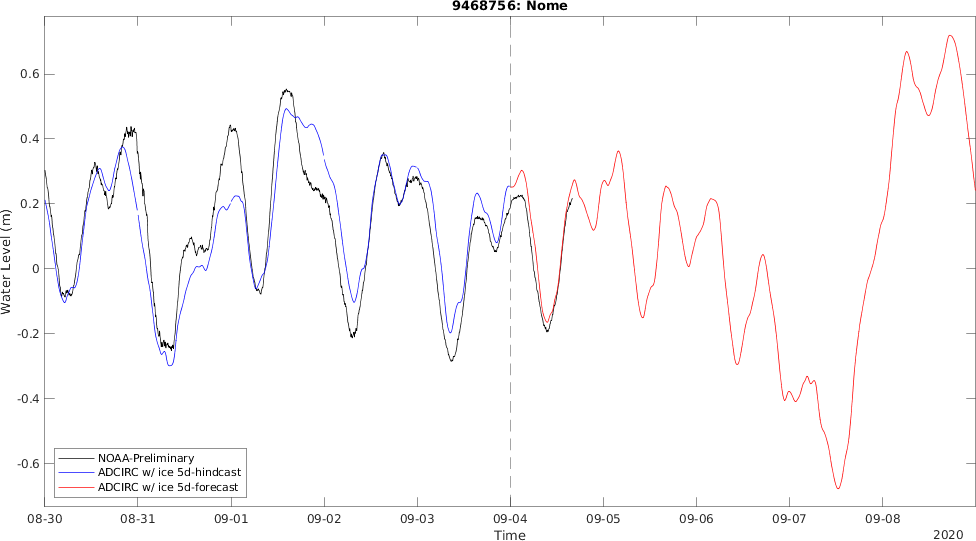 9468756: Nome
0.6
0.4
0.2
0
-0.2
-0.4
-0.6
Water Level (m)
NOAA-Preliminary
ADCIRC w/ ice 5d-hindcast
ADCIRC w/ ice 5d-forecast
08-30 08-31 09-01 09-02 09-03 09-04 09-05 09-06 09-07 09-08
Time
2020